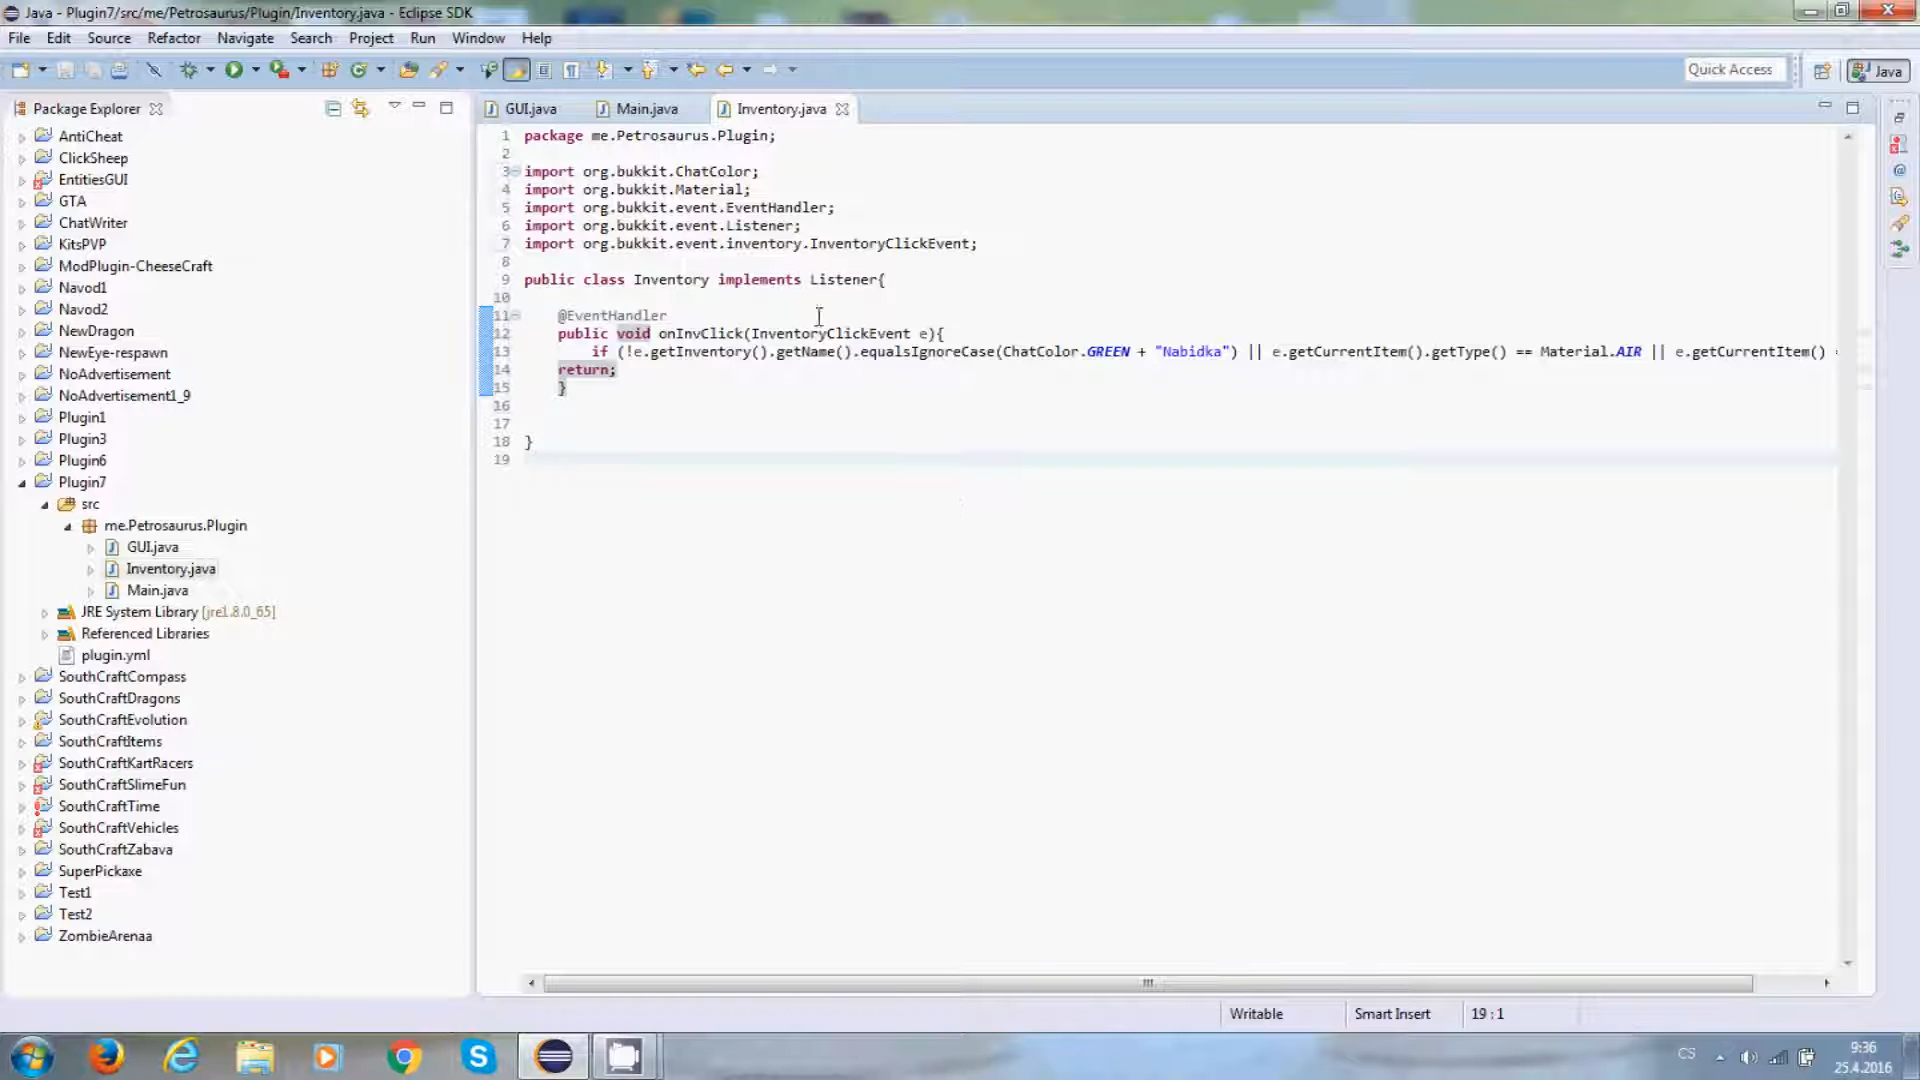 Java - Plugin7/src/me/Petrosaurus/Plugin/Inventory.java - Eclipse SDK
File Edit Source Refactor Navigate Search Project Run Window Help
Quick Access
Java
Package Explorer
AntiCheat
ClickSheep
EntitiesGUI
GTA
ChatWriter
KitsPVP
ModPlugin-CheeseCraft
Navod1
Navod2
NewDragon
NewEye-respawn
NoAdvertisement
NoAdvertisement1_9
Plugin1
Plugin3
Plugin6
Plugin7
src
me.Petrosaurus.Plugin
GUI.java
Inventory.java
Main.java
JRE System Library [jre1.8.0_65]
Referenced Libraries
plugin.yml
SouthCraftCompass
SouthCraftDragons
SouthCraftEvolution
SouthCraftItems
SouthCraftKartRacers
SouthCraftSlimeFun
SouthCraftTime
SouthCraftVehicles
SouthCraftZabava
SuperPickaxe
Test1
Test2
ZombieArenaa
GUI.java Main.java Inventory.java
1 package me.Petrosaurus.Plugin;
2
3 import org.bukkit.ChatColor;
4 import org.bukkit.Material;
5 import org.bukkit.event.EventHandler;
6 import org.bukkit.event.Listener;
7 import org.bukkit.event.inventory.InventoryClickEvent;
8
9 public class Inventory implements Listener{
10
11 @EventHandler
12 public void onInvClick(InventoryClickEvent e){
13 if (!e.getInventory().getName().equalsIgnoreCase(ChatColor.GREEN + "Nabidka") || e.getCurrentItem().getType() == Material.AIR || e.getCurrentItem()
14 return;
15 }
16
17
18 }
19
Writable Smart Insert 19 : 1
CS
9:36
25.4.2016